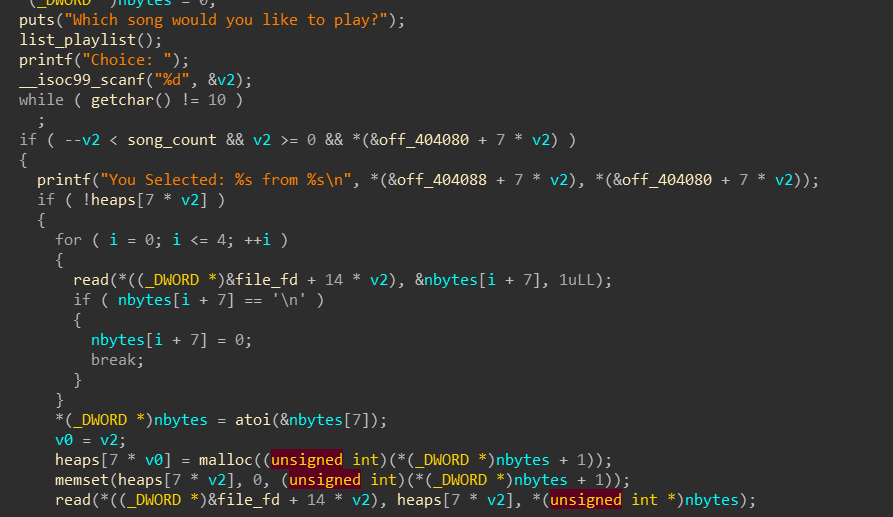 *(_DWORD *)nbytes = 0;
puts("Which song would you like to play?");
list_playlist();
printf("Choice: ");
__isoc99_scanf("%d", &v2);
while ( getchar() != 10 )
;
if ( --v2 < song_count && v2 >= 0 && *(&off_404080 + 7 * v2) )
{
printf("You Selected: %s from %s\n", *(&off_404088 + 7 * v2), *(&off_404080 + 7 * v2));
if ( !heaps[7 * v2] )
{
for ( i = 0; i <= 4; ++i )
{
read(*((_DWORD *)&file_fd + 14 * v2), &nbytes[i + 7], 1uLL);
if ( nbytes[i + 7] == '\n' )
{
nbytes[i + 7] = 0;
break;
}
}
*(_DWORD *)nbytes = atoi(&nbytes[7]);
v0 = v2;
heaps[7 * v0] = malloc((unsigned int)(*(_DWORD *)nbytes + 1));
memset(heaps[7 * v2], 0, (unsigned int)(*(_DWORD *)nbytes + 1));
read(*((_DWORD *)&file_fd + 14 * v2), heaps[7 * v2], *(unsigned int *)nbytes);